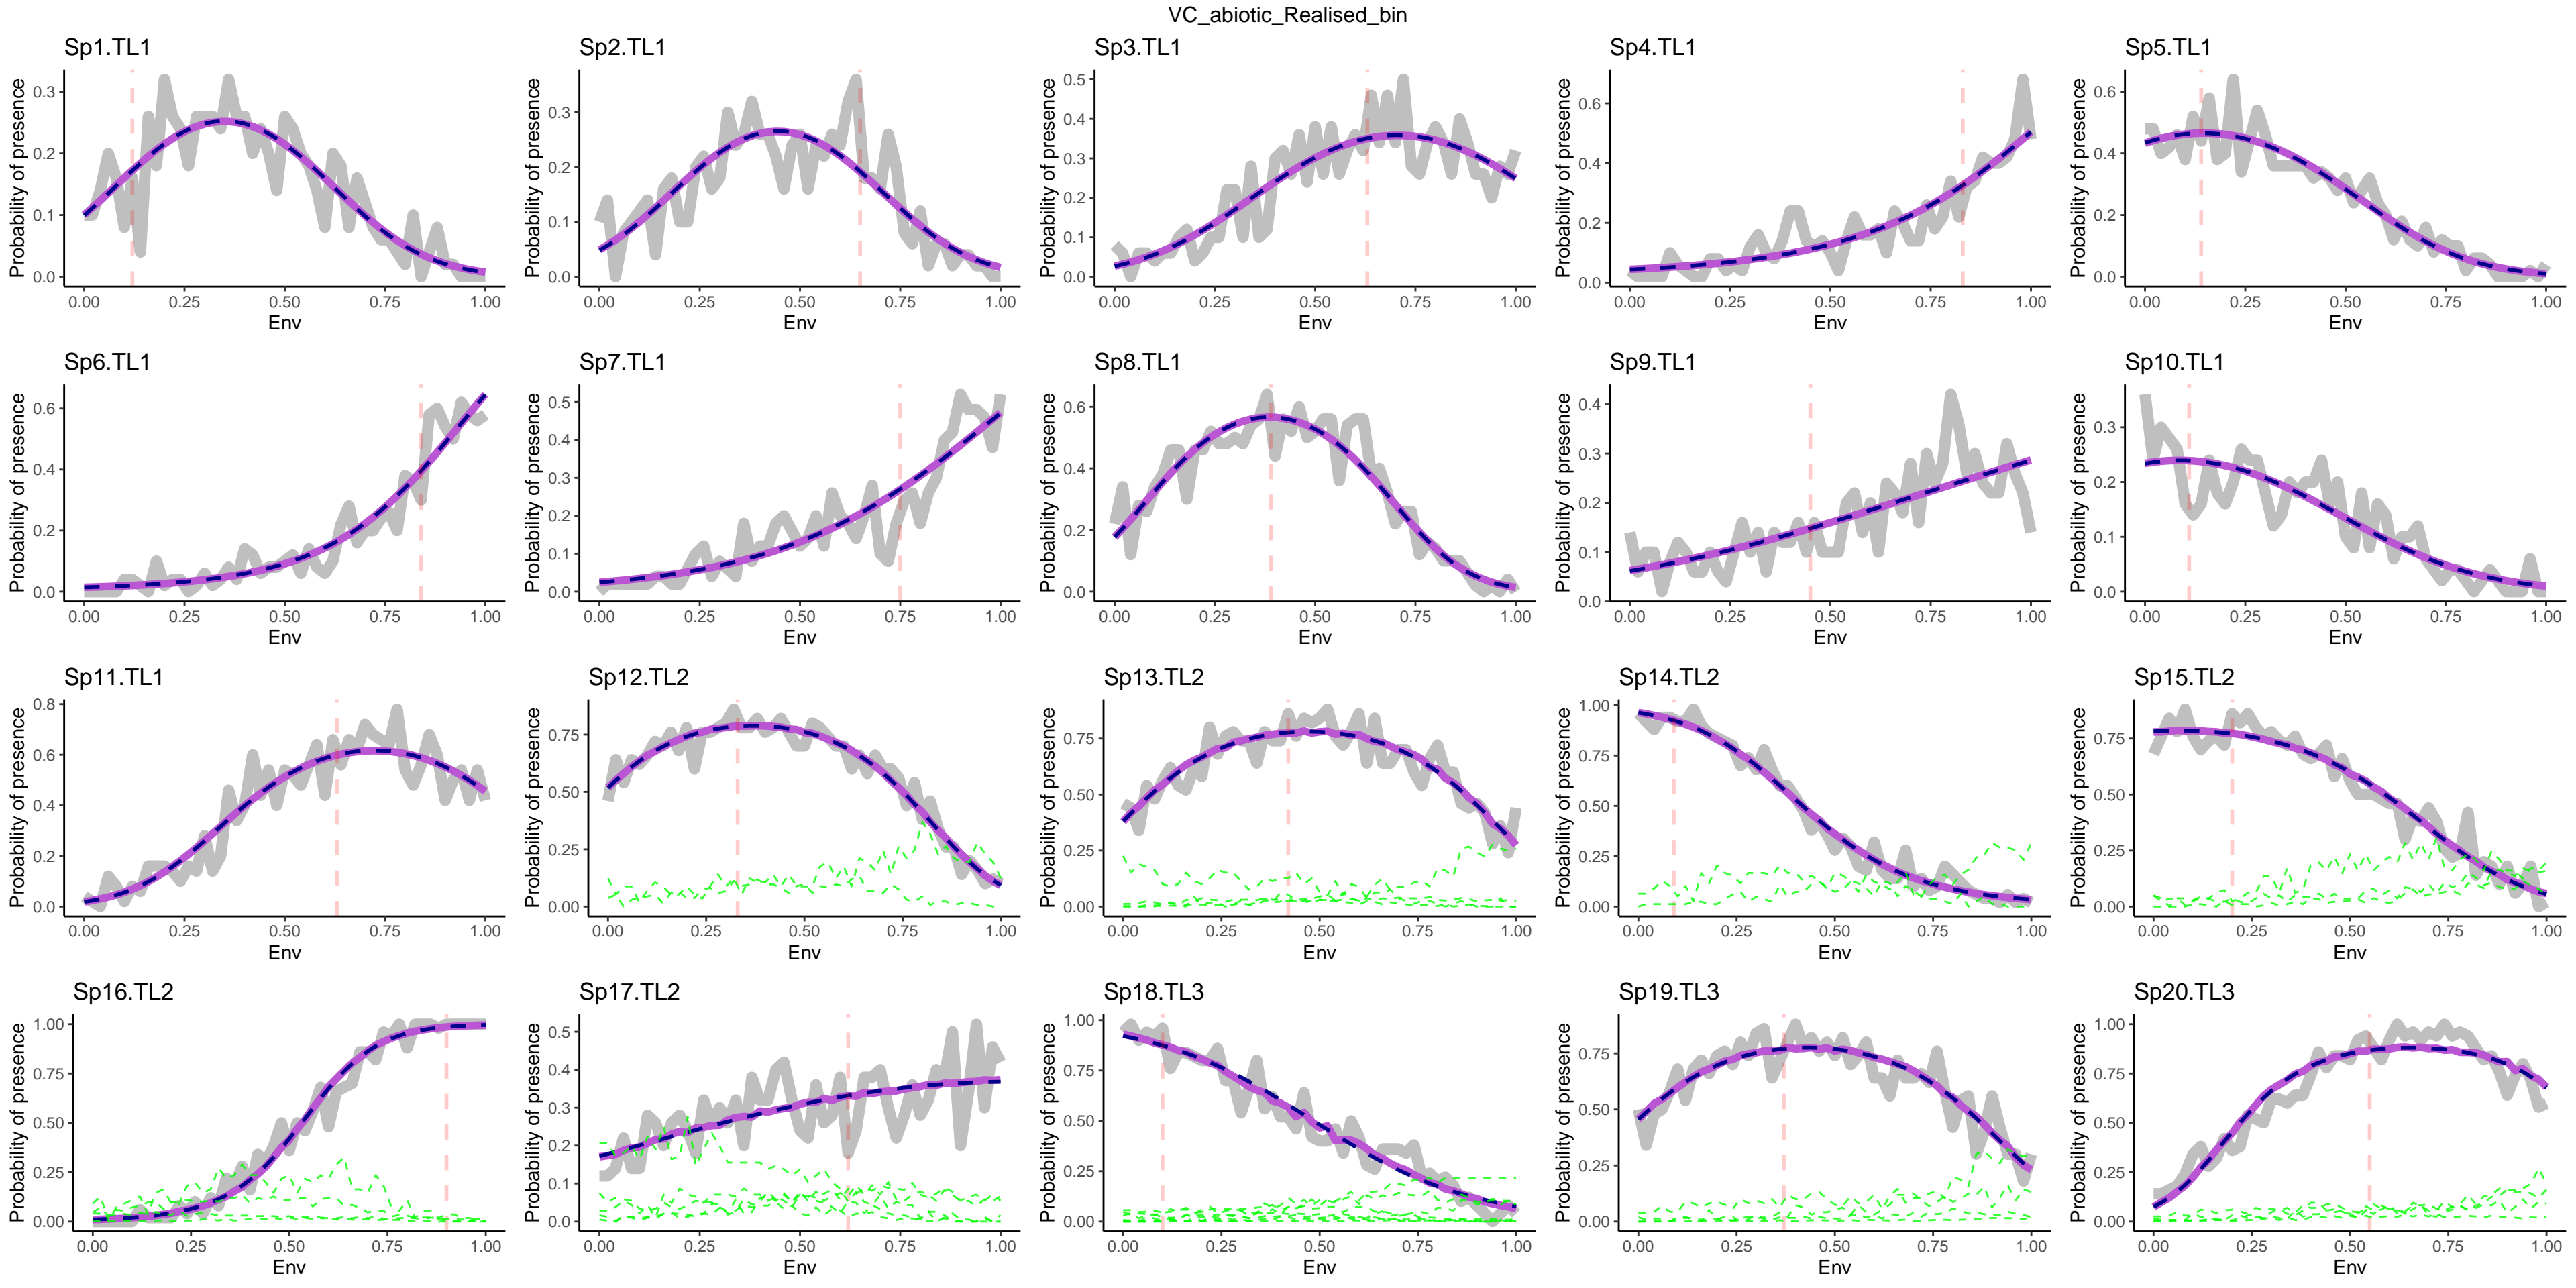 VC_abiotic_Realised_bin
Sp1.TL1
Probability of presence
0.3
0.2
0.1
0.0
0.00 0.25 0.50 0.75 1.00
Env
Sp2.TL1
Probability of presence
0.3
0.2
0.1
0.0
0.00 0.25 0.50 0.75 1.00
Env
Sp3.TL1
Probability of presence
0.5
0.4
0.3
0.2
0.1
0.0
0.00 0.25 0.50 0.75 1.00
Env
Sp4.TL1
Probability of presence
0.6
0.4
0.2
0.0
0.00 0.25 0.50 0.75 1.00
Env
Sp5.TL1
Probability of presence
0.6
0.4
0.2
0.0
0.00 0.25 0.50 0.75 1.00
Env
Sp6.TL1
Probability of presence
0.6
0.4
0.2
0.0
0.00 0.25 0.50 0.75 1.00
Env
Sp7.TL1
Probability of presence
0.5
0.4
0.3
0.2
0.1
0.0
0.00 0.25 0.50 0.75 1.00
Env
Sp8.TL1
Probability of presence
0.6
0.4
0.2
0.0
0.00 0.25 0.50 0.75 1.00
Env
Sp9.TL1
Probability of presence
0.4
0.3
0.2
0.1
0.0
0.00 0.25 0.50 0.75 1.00
Env
Sp10.TL1
Probability of presence
0.3
0.2
0.1
0.0
0.00 0.25 0.50 0.75 1.00
Env
Sp11.TL1
Probability of presence
0.8
0.6
0.4
0.2
0.0
0.00 0.25 0.50 0.75 1.00
Env
Sp12.TL2
Probability of presence
0.75
0.50
0.25
0.00
0.00 0.25 0.50 0.75 1.00
Env
Sp13.TL2
Probability of presence
0.75
0.50
0.25
0.00
0.00 0.25 0.50 0.75 1.00
Env
Sp14.TL2
Probability of presence
1.00
0.75
0.50
0.25
0.00
0.00 0.25 0.50 0.75 1.00
Env
Sp15.TL2
Probability of presence
0.75
0.50
0.25
0.00
0.00 0.25 0.50 0.75 1.00
Env
Sp16.TL2
Probability of presence
1.00
0.75
0.50
0.25
0.00
0.00 0.25 0.50 0.75 1.00
Env
Sp17.TL2
Probability of presence
0.5
0.4
0.3
0.2
0.1
0.0
0.00 0.25 0.50 0.75 1.00
Env
Sp18.TL3
Probability of presence
1.00
0.75
0.50
0.25
0.00
0.00 0.25 0.50 0.75 1.00
Env
Sp19.TL3
Probability of presence
0.75
0.50
0.25
0.00
0.00 0.25 0.50 0.75 1.00
Env
Sp20.TL3
Probability of presence
1.00
0.75
0.50
0.25
0.00
0.00 0.25 0.50 0.75 1.00
Env